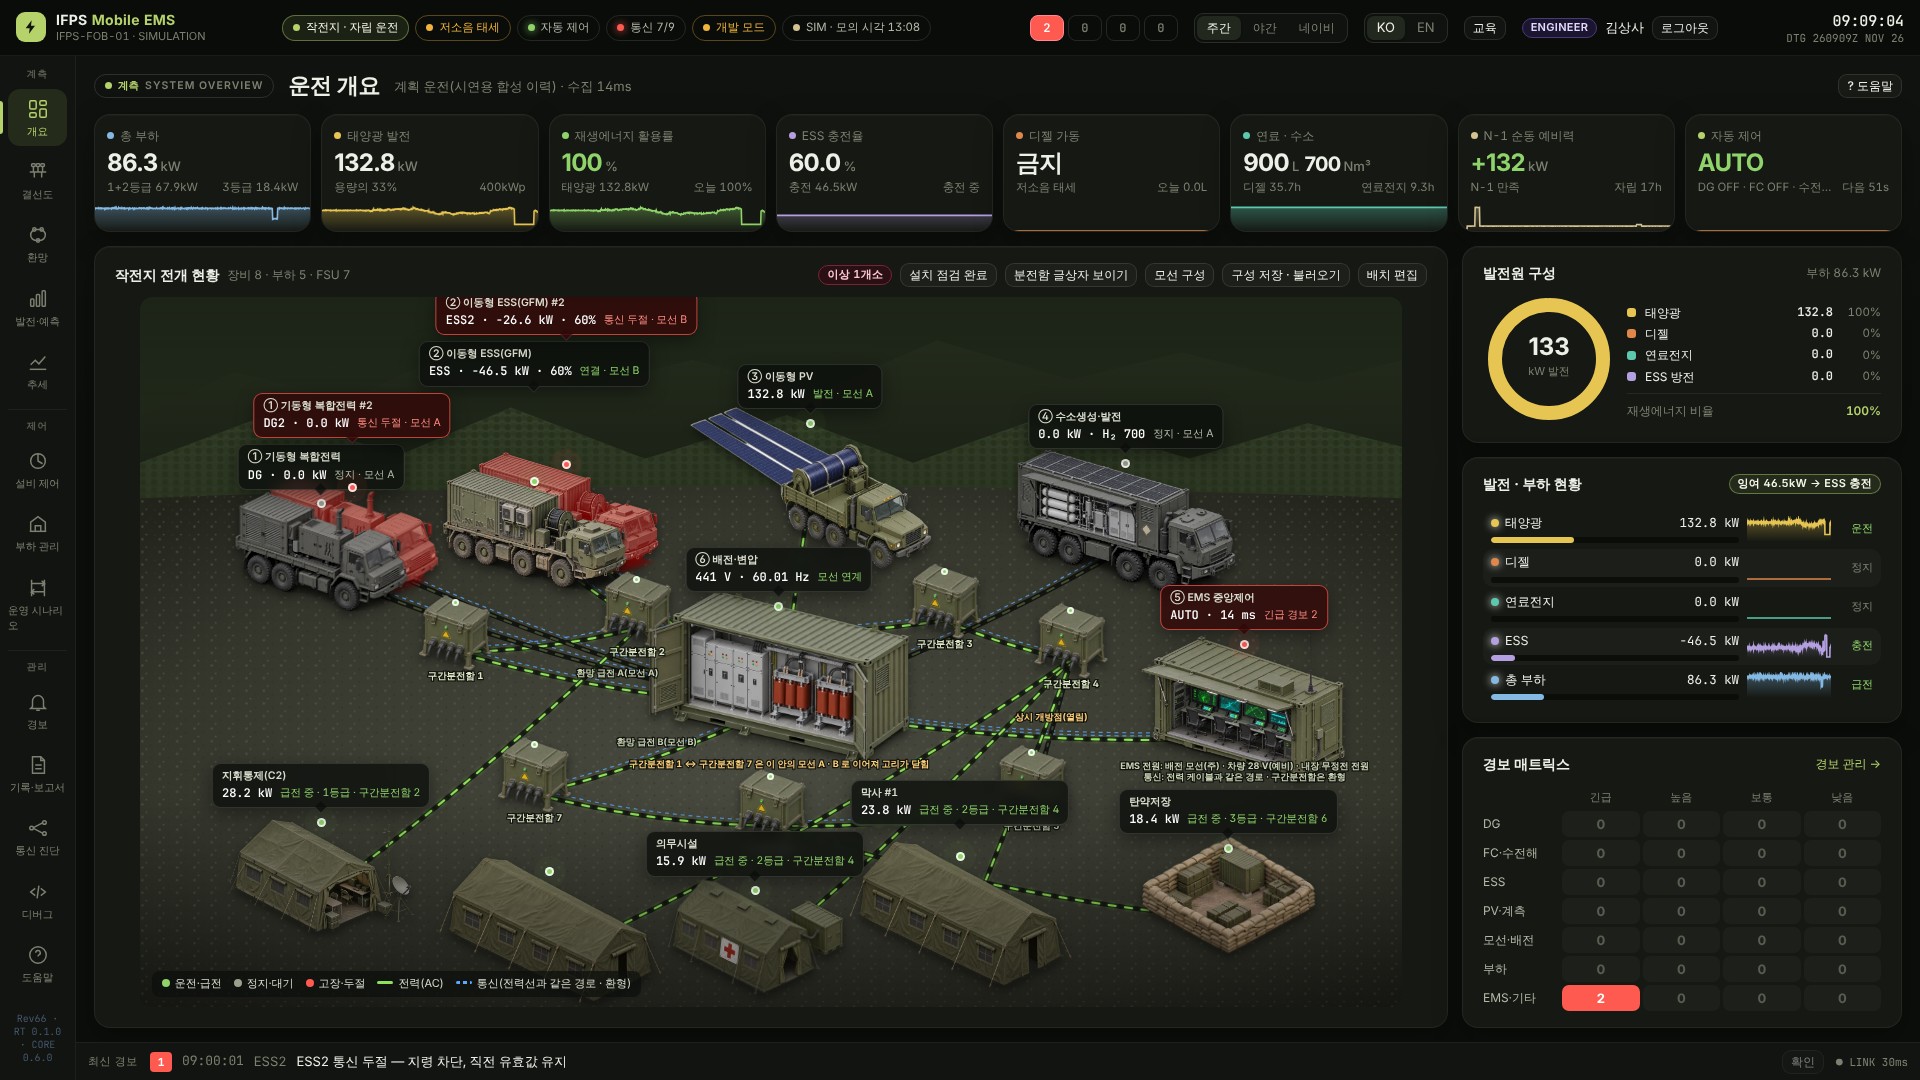 IFPS Mobile EMS
IFPS-FOB-01 · SIMULATION
작전지 · 자립 운전
저소음 태세
자동 제어
통신 7/9
개발 모드
SIM · 모의 시각 13:08
2 0 0 0
주간 야간 네이비
KO EN
교육
ENGINEER 김상사 로그아웃
09:09:04
DTG 260909Z NOV 26
계측
개요
결선도
환망
발전·예측
추세
제어
설비 제어
부하 관리
운영 시나리오
관리
경보
기록·보고서
통신 진단
디버그
도움말
Rev66 ·
RT 0.1.0
· CORE
0.6.0
계측 SYSTEM OVERVIEW
운전 개요
계획 운전(시연용 합성 이력) · 수집 14ms
? 도움말
총 부하
86.3 kW
1+2등급 67.9kW 3등급 18.4kW
태양광 발전
132.8 kW
용량의 33% 400kWp
재생에너지 활용률
100 %
태양광 132.8kW 오늘 100%
ESS 충전율
60.0 %
충전 46.5kW 충전 중
디젤 가동
금지
저소음 태세 오늘 0.0L
연료 · 수소
900 L 700 Nm³
디젤 35.7h 연료전지 9.3h
N-1 순동 예비력
+132 kW
N-1 만족 자립 17h
자동 제어
AUTO
DG OFF · FC OFF · 수전… 다음 51s
작전지 전개 현황 장비 8 · 부하 5 · FSU 7
이상 1개소
설치 점검 완료
분전함 글상자 보이기
모선 구성
구성 저장 · 불러오기
배치 편집
② 이동형 ESS(GFM) #2
ESS2 · -26.6 kW · 60% 통신 두절 · 모선 B
② 이동형 ESS(GFM)
ESS · -46.5 kW · 60% 연결 · 모선 B
③ 이동형 PV
132.8 kW 발전 · 모선 A
① 기동형 복합전력 #2
DG2 · 0.0 kW 통신 두절 · 모선 A
④ 수소생성·발전
0.0 kW · H₂ 700 정지 · 모선 A
① 기동형 복합전력
DG · 0.0 kW 정지 · 모선 A
⑥ 배전·변압
441 V · 60.01 Hz 모선 연계
⑤ EMS 중앙제어
AUTO · 14 ms 긴급 경보 2
구간분전함 3
구간분전함 2
구간분전함 1
환망 급전 A(모선 A)
구간분전함 4
상시 개방점(열림)
환망 급전 B(모선 B)
구간분전함 1 ↔ 구간분전함 7 은 이 안의 모선 A · B 로 이어져 고리가 닫힘
EMS 전원: 배전 모선(주) · 차량 28 V(예비) · 내장 무정전 전원
통신: 전력 케이블과 같은 경로 · 구간분전함은 환형
지휘통제(C2)
28.2 kW 급전 중 · 1등급 · 구간분전함 2
구간분전함 7
막사 #1
23.8 kW 급전 중 · 2등급 · 구간분전함 4
탄약저장
18.4 kW 급전 중 · 3등급 · 구간분전함 6
의무시설
15.9 kW 급전 중 · 2등급 · 구간분전함 4
운전·급전
정지·대기
고장·두절
전력(AC)
통신(전력선과 같은 경로 · 환형)
발전원 구성 부하 86.3 kW
133
kW 발전
태양광 132.8 100%
디젤 0.0 0%
연료전지 0.0 0%
ESS 방전 0.0 0%
재생에너지 비율 100%
발전 · 부하 현황 잉여 46.5kW → ESS 충전
태양광 132.8 kW 운전
디젤 0.0 kW 정지
연료전지 0.0 kW 정지
ESS -46.5 kW 충전
총 부하 86.3 kW 급전
경보 매트릭스 경보 관리 →
긴급 높음 보통 낮음
DG 0 0 0 0
FC·수전해 0 0 0 0
ESS 0 0 0 0
PV·계측 0 0 0 0
모선·배전 0 0 0 0
부하 0 0 0 0
EMS·기타 2 0 0 0
최신 경보 1 09:00:01 ESS2 ESS2 통신 두절 — 지령 차단, 직전 유효값 유지
확인
LINK 30ms